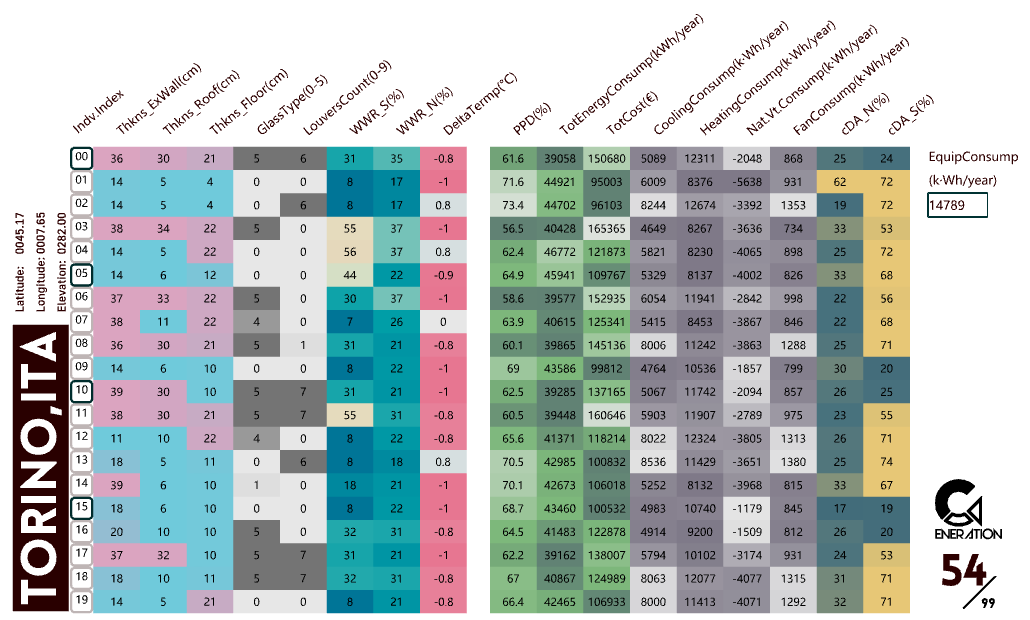 Indv.Index Thkns_ExWall(cm) Thkns_Roof(cm) Thkns_Floor(cm) GlassType(0-5) LouversCount(0-9) WWR_S(%) WWR_N(%) DeltaTermp(°C) PPD(%) TotEnergyConsump(kWh/year) TotCost(€) CoolingConsump(k·Wh/year) HeatingConsump(k·Wh/year) Nat.Vt.Consump(k·Wh/year) FanConsump(k·Wh/year) cDA_N(%) cDA_S(%)
00 36 30 21 5 6 31 35 -0.8 61.6 39058 150680 5089 12311 -2048 868 25 24
01 14 5 4 0 0 8 17 -1 71.6 44921 95003 6009 8376 -5638 931 62 72
02 14 5 4 0 6 8 17 0.8 73.4 44702 96103 8244 12674 -3392 1353 19 72
03 38 34 22 5 0 55 37 -1 56.5 40428 165365 4649 8267 -3636 734 33 53
04 14 5 22 0 0 56 37 0.8 62.4 46772 121873 5821 8230 -4065 898 25 72
05 14 6 12 0 0 44 22 -0.9 64.9 45941 109767 5329 8137 -4002 826 33 68
06 37 33 22 5 0 30 37 -1 58.6 39577 152935 6054 11941 -2842 998 22 56
07 38 11 22 4 0 7 26 0 63.9 40615 125341 5415 8453 -3867 846 22 68
08 36 30 21 5 1 31 21 -0.8 60.1 39865 145136 8006 11242 -3863 1288 25 71
09 14 6 10 0 0 8 22 -1 69 43586 99812 4764 10536 -1857 799 30 20
10 39 30 10 5 7 31 21 -1 62.5 39285 137165 5067 11742 -2094 857 26 25
11 38 30 21 5 7 55 31 -0.8 60.5 39448 160646 5903 11907 -2789 975 23 55
12 11 10 22 4 0 8 22 -0.8 65.6 41371 118214 8022 12324 -3805 1313 26 71
13 18 5 11 0 6 8 18 0.8 70.5 42985 100832 8536 11429 -3651 1380 25 74
14 39 6 10 1 0 18 21 -1 70.1 42673 106018 5252 8132 -3968 815 33 67
15 18 6 10 0 0 8 22 -1 68.7 43460 100532 4983 10740 -1179 845 17 19
16 20 10 10 5 0 32 31 -0.8 64.5 41483 122878 4914 9200 -1509 812 26 20
17 37 32 10 5 7 31 21 -1 62.2 39162 138007 5794 10102 -3174 931 24 53
18 18 10 11 5 7 32 31 -0.8 67 40867 124989 8063 12077 -4077 1315 31 71
19 14 5 21 0 0 8 21 -0.8 66.4 42465 106933 8000 11413 -4071 1292 32 71
Latitude: 0045.17
Longitude: 0007.65
Elevation: 0282.00
TORINO,ITA
EquipConsump
(k·Wh/year)
14789
ENERATION
54/99